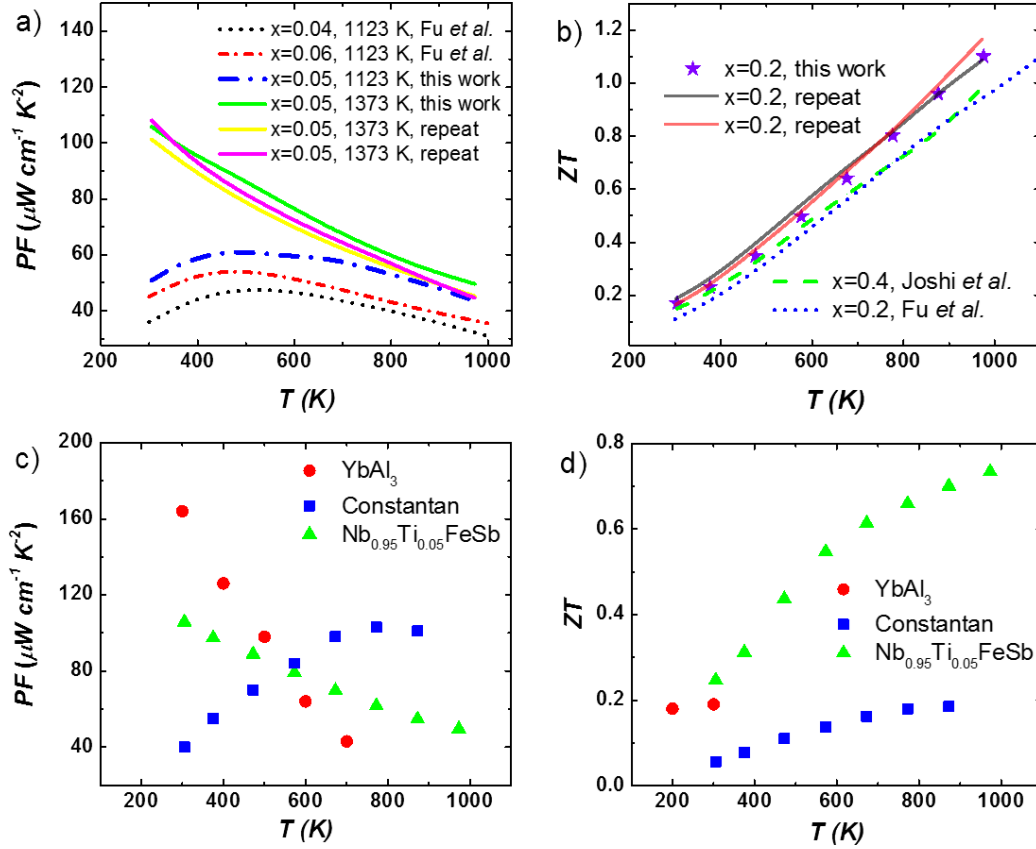 a)
140
120
100
80
60
40
PF (μW cm⁻¹ K⁻²)
x=0.04, 1123 K, Fu et al.
x=0.06, 1123 K, Fu et al.
x=0.05, 1123 K, this work
x=0.05, 1373 K, this work
x=0.05, 1373 K, repeat
x=0.05, 1373 K, repeat
200 400 600 800 1000
T (K)
b)
1.2
1.0
0.8
0.6
0.4
0.2
ZT
x=0.2, this work
x=0.2, repeat
x=0.2, repeat
x=0.4, Joshi et al.
x=0.2, Fu et al.
200 400 600 800 1000
T (K)
c)
200
160
120
80
40
PF (μW cm⁻¹ K⁻²)
YbAl₃
Constantan
Nb₀.₉₅Ti₀.₀₅FeSb
200 400 600 800 1000
T (K)
d)
0.8
0.6
0.4
0.2
0.0
ZT
YbAl₃
Constantan
Nb₀.₉₅Ti₀.₀₅FeSb
200 400 600 800 1000
T (K)